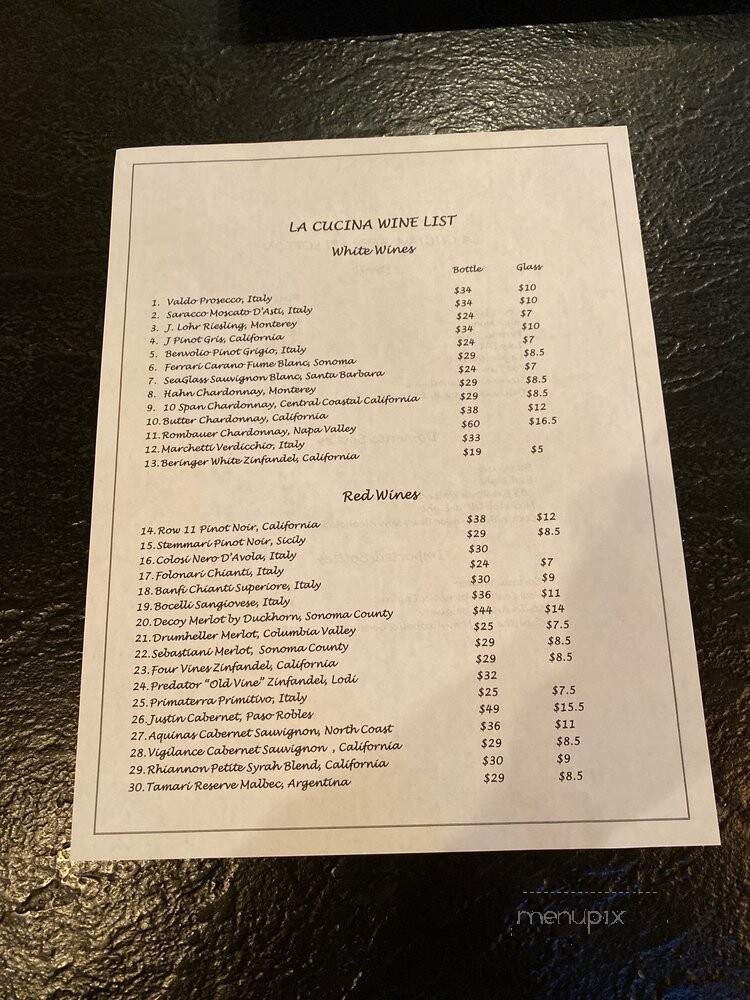 LA CUCINA WINE LIST
White Wines
Bottle Glass
1. Valdo Prosecco, Italy $34 $10
2. Saracco Moscato D'Asti, Italy $34 $10
3. J. Lohr Riesling, Monterey $24 $7
4. J Pinot Gris, California $34 $10
5. Benvolio Pinot Grigio, Italy $24 $7
6. Ferrari Carano Fume Blanc, Sonoma $29 $8.5
7. SeaGlass Sauvignon Blanc, Santa Barbara $24 $7
8. Hahn Chardonnay, Monterey $29 $8.5
9. 10 Span Chardonnay, Central Coastal California $29 $8.5
10. Butter Chardonnay, California $38 $12
11. Rombauer Chardonnay, Napa Valley $60 $16.5
12. Marchetti Verdicchio, Italy $33
13. Beringer White Zinfandel, California $19 $5
Red Wines
14. Row 11 Pinot Noir, California $38 $12
15. Stemmari Pinot Noir, Sicily $29 $8.5
16. Colosi Nero D'Avola, Italy $30
17. Folonari Chianti, Italy $24 $7
18. Banfi Chianti Superiore, Italy $30 $9
19. Bocelli Sangiovese, Italy $36 $11
20. Decoy Merlot by Duckhorn, Sonoma County $44 $14
21. Drumheller Merlot, Columbia Valley $25 $7.5
22. Sebastiani Merlot, Sonoma County $29 $8.5
23. Four Vines Zinfandel, California $29 $8.5
24. Predator "Old Vine" Zinfandel, Lodi $32
25. Primaterra Primitivo, Italy $25 $7.5
26. Justin Cabernet, Paso Robles $49 $15.5
27. Aquinas Cabernet Sauvignon, North Coast $36 $11
28. Vigilance Cabernet Sauvignon , California $29 $8.5
29. Rhiannon Petite Syrah Blend, California $30 $9
30. Tamari Reserve Malbec, Argentina $29 $8.5
menupix